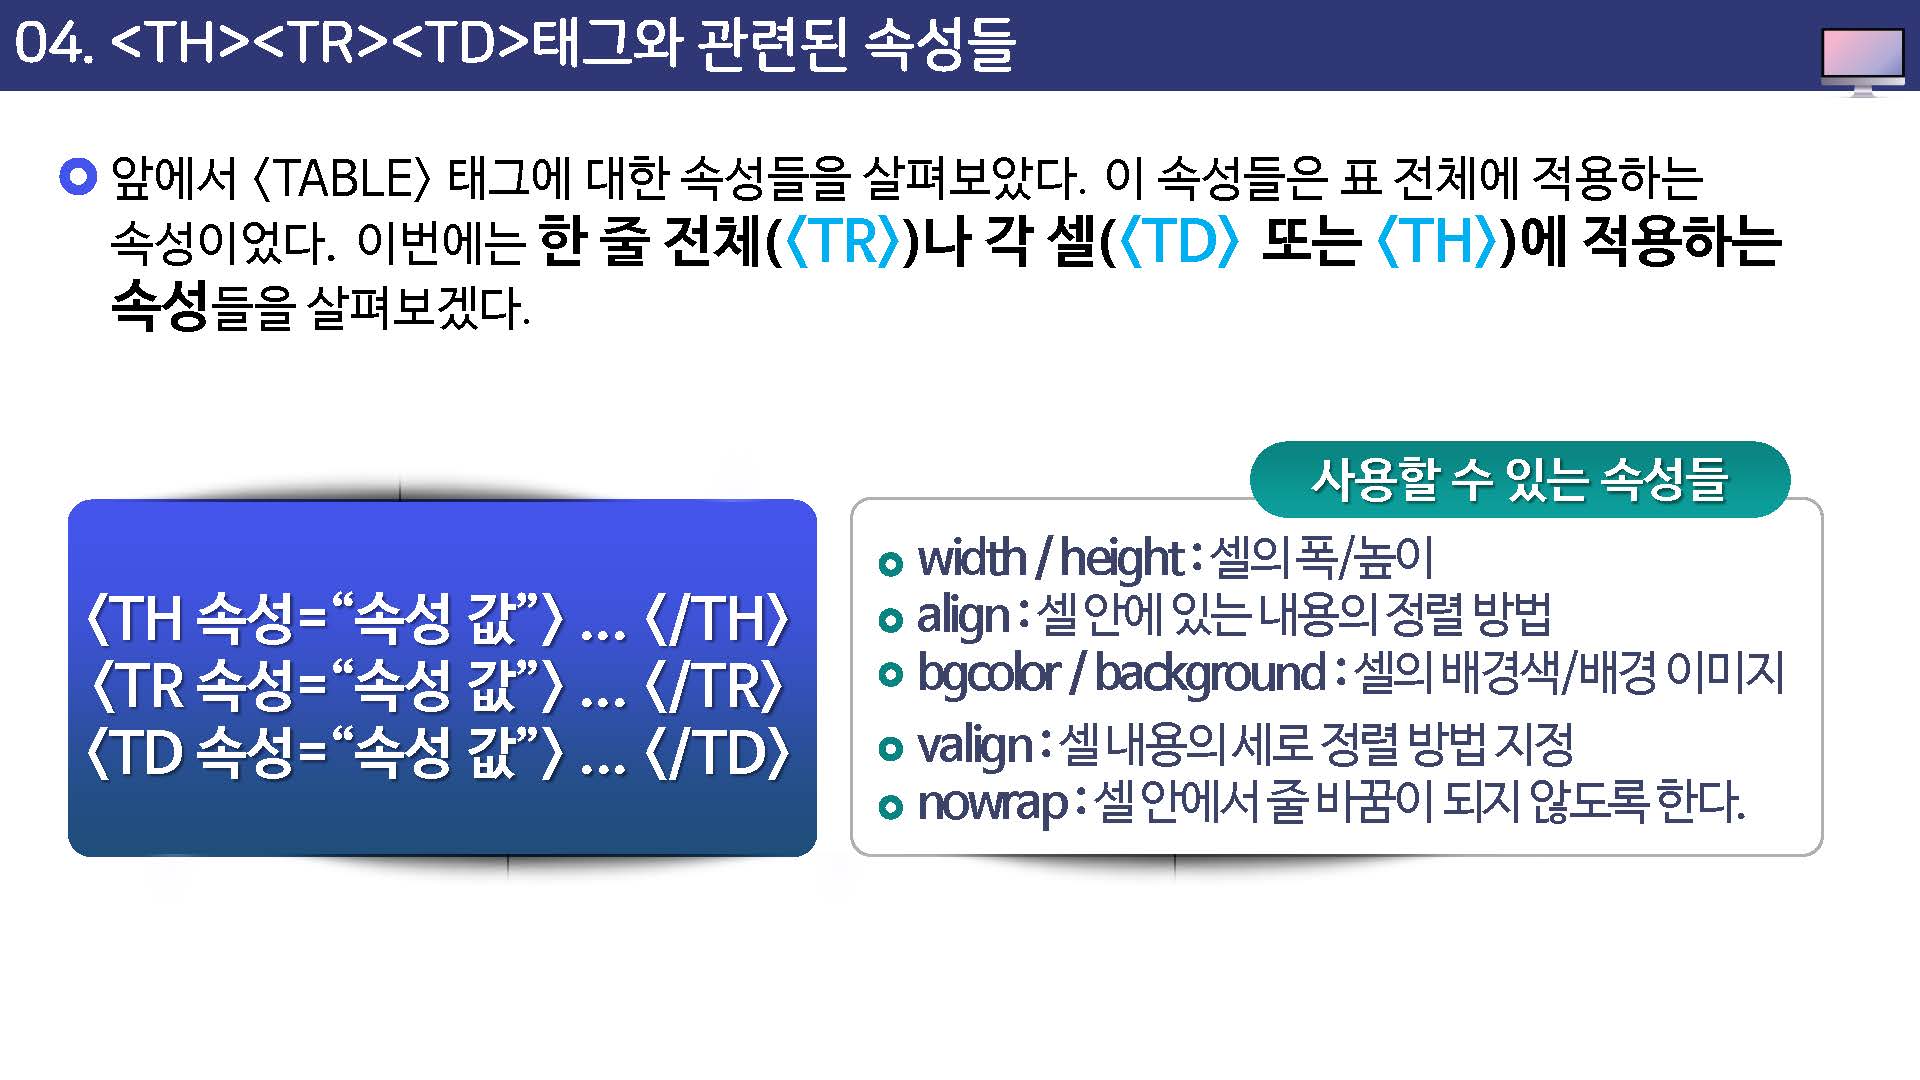 04. <TH><TR><TD>태그와 관련된 속성들
앞에서 〈TABLE〉 태그에 대한 속성들을 살펴보았다. 이 속성들은 표 전체에 적용하는
속성이었다. 이번에는 한 줄 전체(〈TR〉)나 각 셀(〈TD〉 또는 〈TH〉)에 적용하는
속성들을 살펴보겠다.
〈TH 속성=“속성 값”〉 ... 〈/TH〉
〈TR 속성=“속성 값”〉 ... 〈/TR〉
〈TD 속성=“속성 값”〉 ... 〈/TD〉
사용할 수 있는 속성들
width / height : 셀의 폭/높이
align : 셀 안에 있는 내용의 정렬 방법
bgcolor / background : 셀의 배경색/배경 이미지
valign : 셀 내용의 세로 정렬 방법 지정
nowrap : 셀 안에서 줄 바꿈이 되지 않도록 한다.